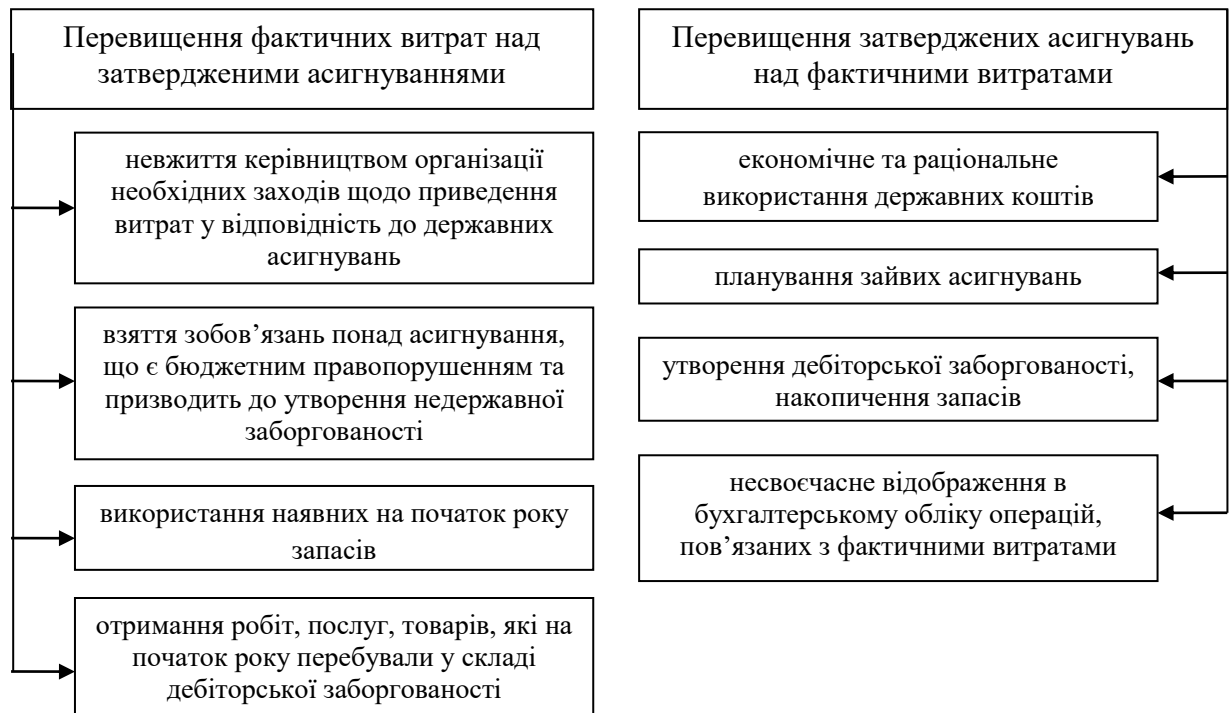 Перевищення фактичних витрат над
затвердженими асигнуваннями
невжиття керівництвом організації
необхідних заходів щодо приведення
витрат у відповідність до державних
асигнувань
взяття зобов’язань понад асигнування,
що є бюджетним правопорушенням та
призводить до утворення недержавної
заборгованості
використання наявних на початок року
запасів
отримання робіт, послуг, товарів, які на
початок року перебували у складі
дебіторської заборгованості
Перевищення затверджених асигнувань
над фактичними витратами
економічне та раціональне
використання державних коштів
планування зайвих асигнувань
утворення дебіторської заборгованості,
накопичення запасів
несвоєчасне відображення в
бухгалтерському обліку операцій,
пов’язаних з фактичними витратами